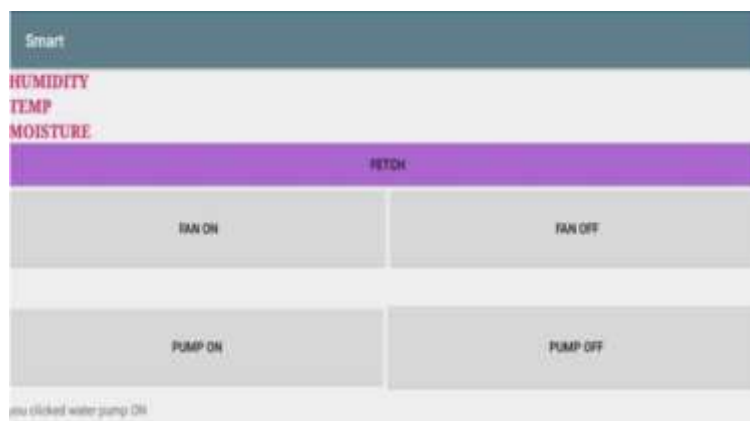 Smart
HUMIDITY
TEMP
MOISTURE
FETCH
FAN ON FAN OFF
PUMP ON PUMP OFF
you clicked water pump ON